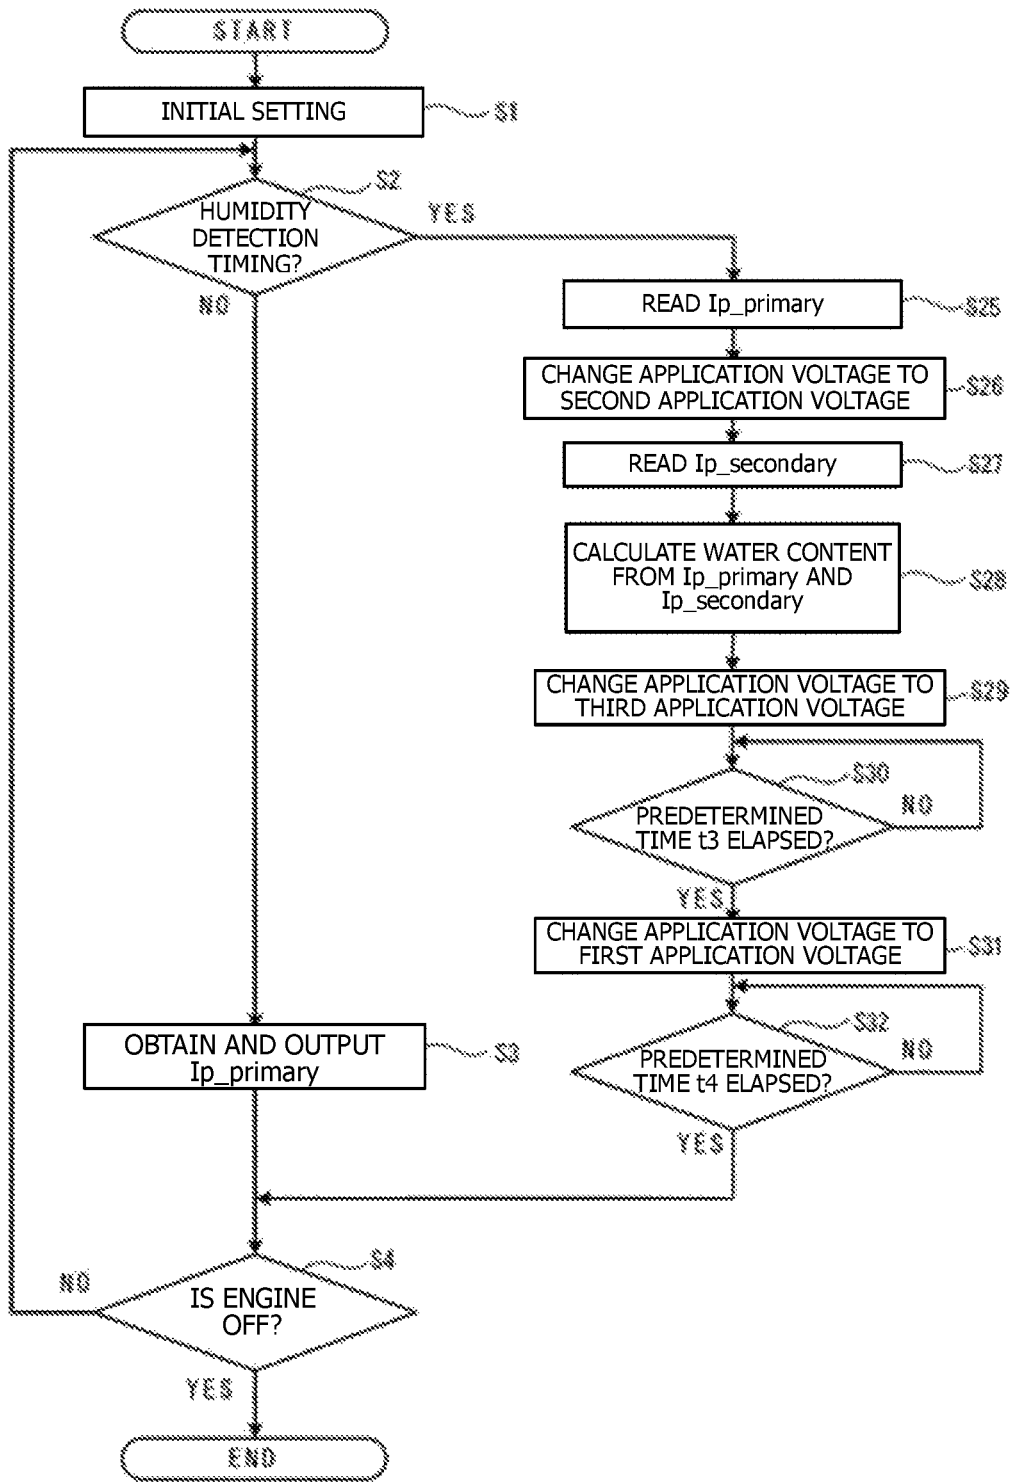 START
INITIAL SETTING
S1
S2
HUMIDITY
DETECTION
TIMING?
YES
NO
READ Ip_primary
S25
CHANGE APPLICATION VOLTAGE TO
SECOND APPLICATION VOLTAGE
S26
READ Ip_secondary
S27
CALCULATE WATER CONTENT
FROM Ip_primary AND
Ip_secondary
S28
CHANGE APPLICATION VOLTAGE TO
THIRD APPLICATION VOLTAGE
S29
S30
PREDETERMINED
TIME t3 ELAPSED?
NO
YES
CHANGE APPLICATION VOLTAGE TO
FIRST APPLICATION VOLTAGE
S31
S32
PREDETERMINED
TIME t4 ELAPSED?
NO
YES
OBTAIN AND OUTPUT
Ip_primary
S3
S4
IS ENGINE
OFF?
NO
YES
END